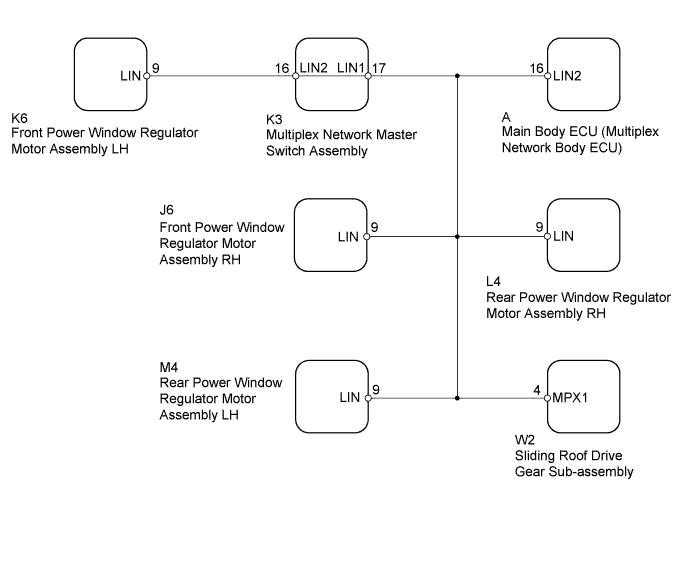 LIN 9
16 LIN2 LIN1 17
16 LIN2
K6
Front Power Window Regulator
Motor Assembly LH
K3
Multiplex Network Master
Switch Assembly
A
Main Body ECU (Multiplex
Network Body ECU)
J6
Front Power Window
Regulator Motor
Assembly RH
LIN 9
9 LIN
L4
Rear Power Window Regulator
Motor Assembly RH
M4
Rear Power Window
Regulator Motor
Assembly LH
LIN 9
4 MPX1
W2
Sliding Roof Drive
Gear Sub-assembly